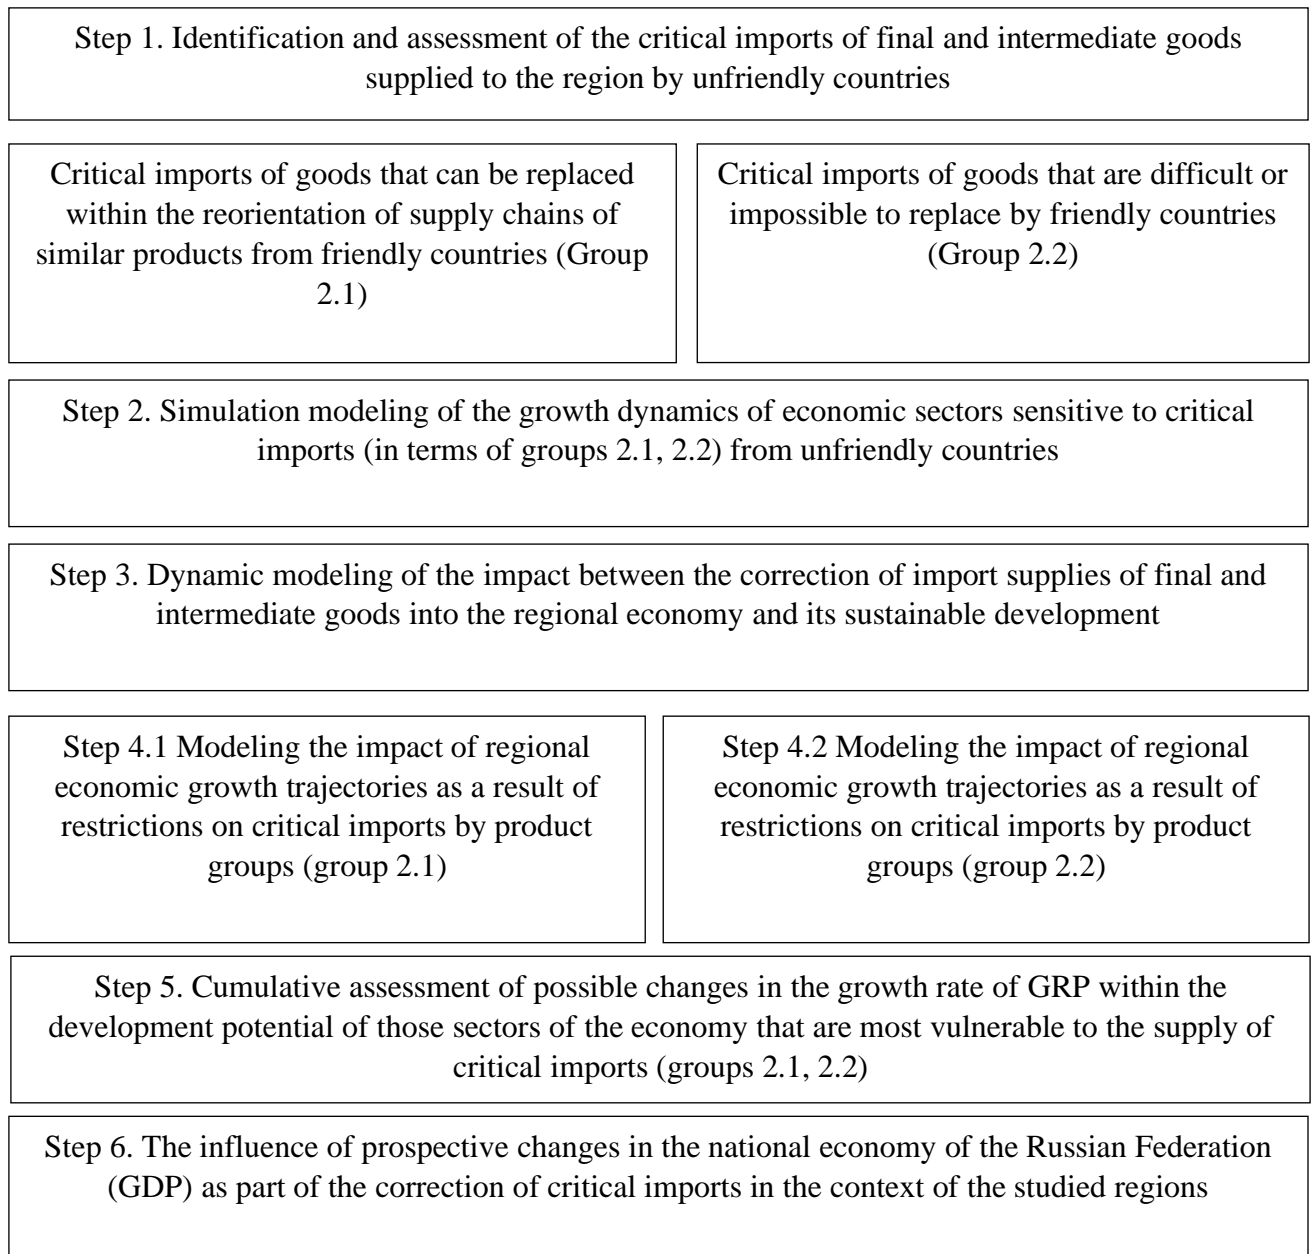 Step 1. Identification and assessment of the critical imports of final and intermediate goods
supplied to the region by unfriendly countries
Critical imports of goods that can be replaced
within the reorientation of supply chains of
similar products from friendly countries (Group
2.1)
Critical imports of goods that are difficult or
impossible to replace by friendly countries
(Group 2.2)
Step 2. Simulation modeling of the growth dynamics of economic sectors sensitive to critical
imports (in terms of groups 2.1, 2.2) from unfriendly countries
Step 3. Dynamic modeling of the impact between the correction of import supplies of final and
intermediate goods into the regional economy and its sustainable development
Step 4.1 Modeling the impact of regional
economic growth trajectories as a result of
restrictions on critical imports by product
groups (group 2.1)
Step 4.2 Modeling the impact of regional
economic growth trajectories as a result of
restrictions on critical imports by product
groups (group 2.2)
Step 5. Cumulative assessment of possible changes in the growth rate of GRP within the
development potential of those sectors of the economy that are most vulnerable to the supply of
critical imports (groups 2.1, 2.2)
Step 6. The influence of prospective changes in the national economy of the Russian Federation
(GDP) as part of the correction of critical imports in the context of the studied regions